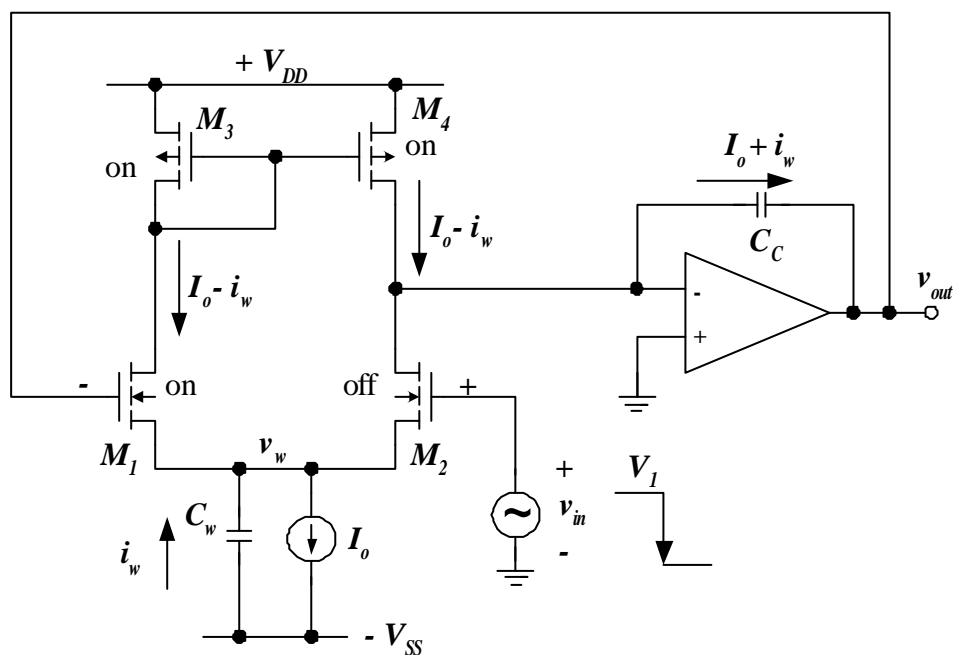 + V_DD
M_3
M_4
on
on
I_o + i_w
C_C
I_o - i_w
I_o - i_w
-
+
v_out
-
on
off
+
M_1
v_w
M_2
C_w
i_w
I_o
+
v_in
-
~
V_1
- V_SS